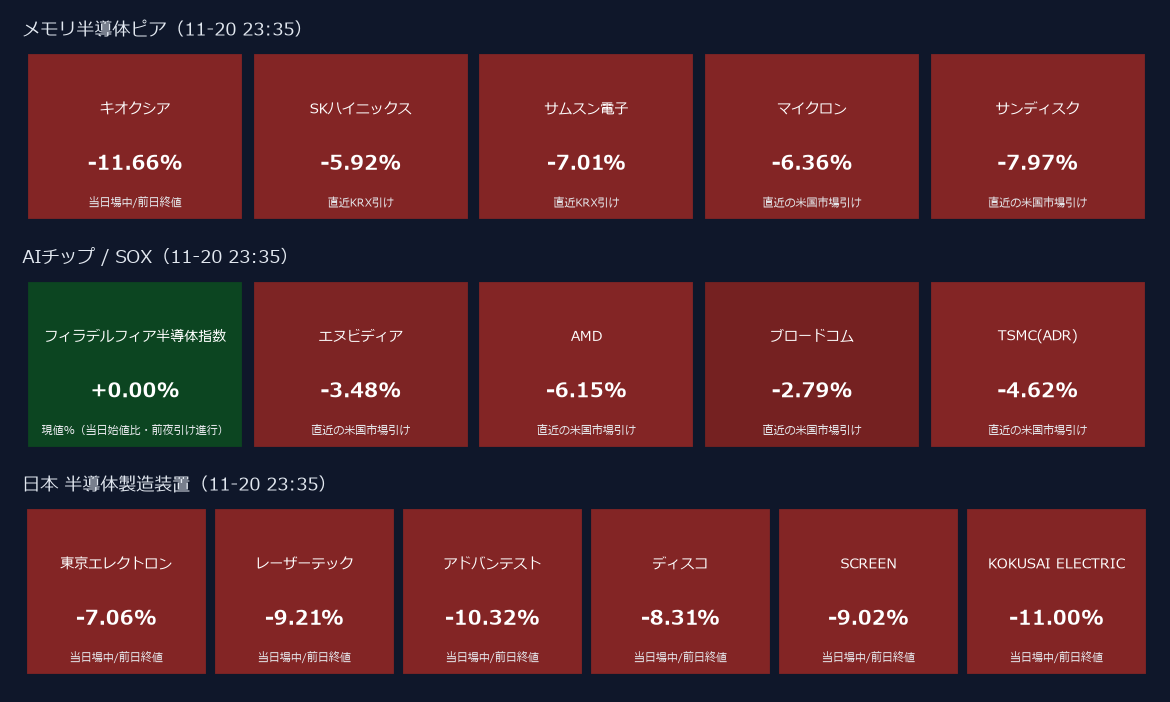 メモリ半導体ピア（11-20 23:35）
キオクシア
-11.66%
当日場中/前日終値
SKハイニックス
-5.92%
直近KRX引け
サムスン電子
-7.01%
直近KRX引け
マイクロン
-6.36%
直近の米国市場引け
サンディスク
-7.97%
直近の米国市場引け
AIチップ / SOX（11-20 23:35）
フィラデルフィア半導体指数
+0.00%
現値%（当日始値比・前夜引け進行）
エヌビディア
-3.48%
直近の米国市場引け
AMD
-6.15%
直近の米国市場引け
ブロードコム
-2.79%
直近の米国市場引け
TSMC(ADR)
-4.62%
直近の米国市場引け
日本 半導体製造装置（11-20 23:35）
東京エレクトロン
-7.06%
当日場中/前日終値
レーザーテック
-9.21%
当日場中/前日終値
アドバンテスト
-10.32%
当日場中/前日終値
ディスコ
-8.31%
当日場中/前日終値
SCREEN
-9.02%
当日場中/前日終値
KOKUSAI ELECTRIC
-11.00%
当日場中/前日終値